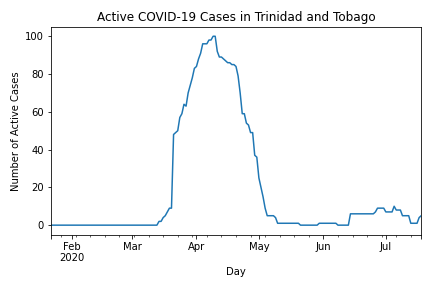 Active COVID-19 Cases in Trinidad and Tobago
100
80
60
40
20
0
Number of Active Cases
Feb Mar Apr May Jun Jul
2020
Day